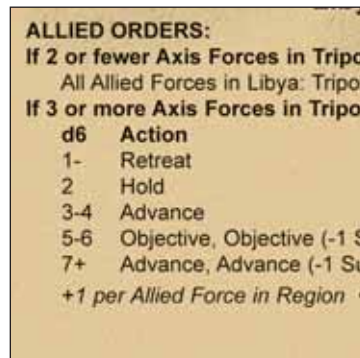 ALLIED ORDERS:
If 2 or fewer Axis Forces in
All Allied Forces in Libya:
If 3 or more Axis Forces in
d6 Action
1- Retreat
2 Hold
3-4 Advance
5-6 Objective, Objective (-1
7+ Advance, Advance (-1
+1 per Allied Force in Region